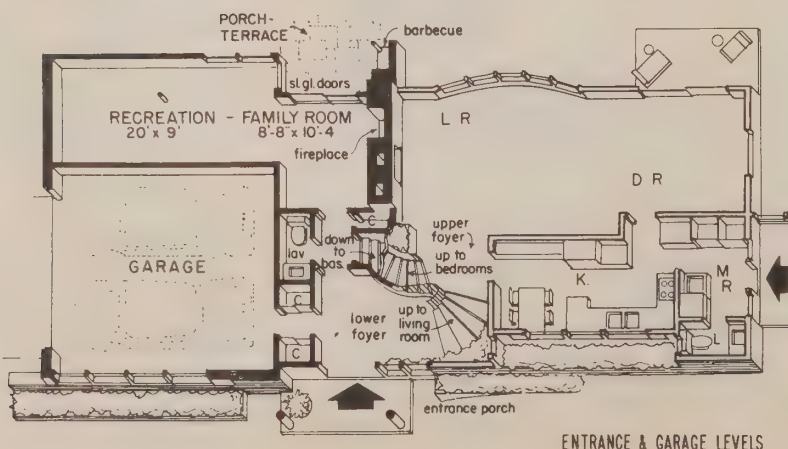 PORCH-
TERRACE
barbecue
sl.gl.doors
RECREATION - FAMILY ROOM
20' x 9' 8'-8" x 10'-4
fireplace
L R
D R
C
upper
foyer
up to
bedrooms
down
to
bas.
lav
GARAGE
K.
M
R
C
lower
foyer
up to
living
room
L
C
entrance porch
ENTRANCE & GARAGE LEVELS